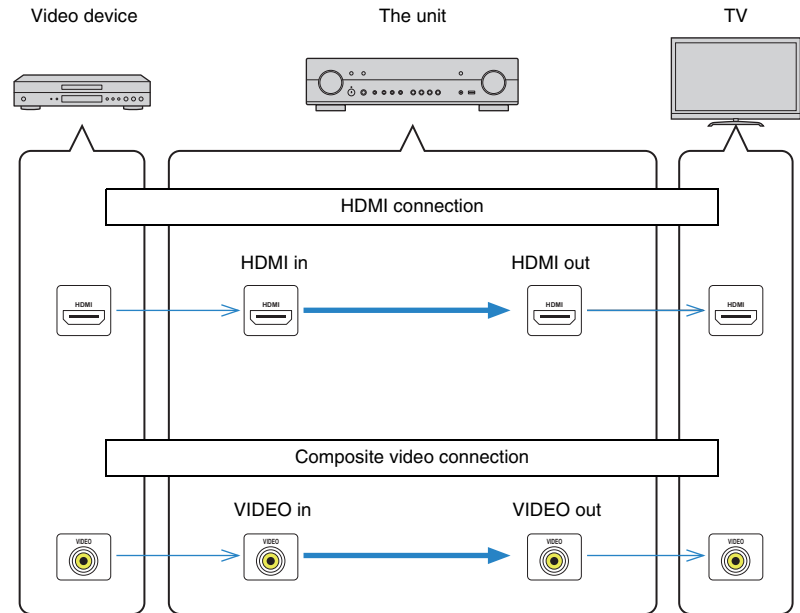 Video device
The unit
TV
HDMI connection
HDMI in
HDMI out
HDMI
HDMI
HDMI
HDMI
Composite video connection
VIDEO in
VIDEO out
VIDEO
VIDEO
VIDEO
VIDEO